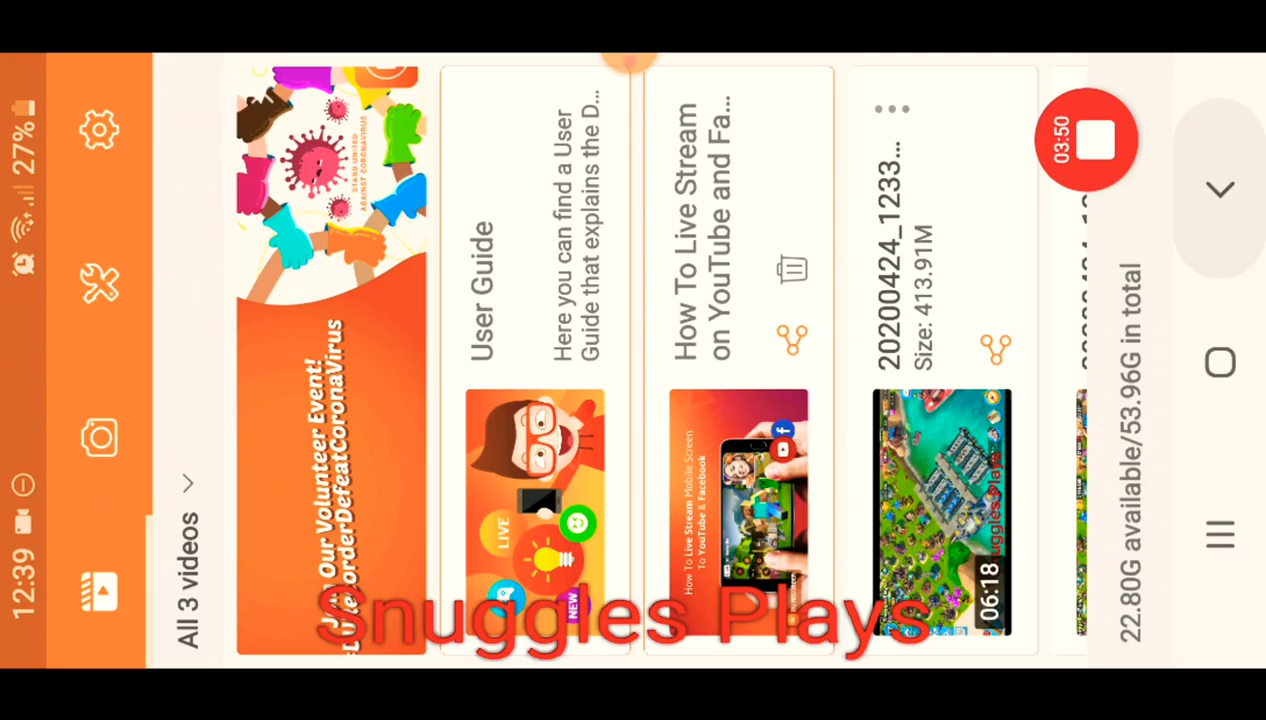 12:39
27%
All 3 videos
STAND UNITED
AGAINST CORONAVIRUS
Join Our Volunteer Event!
RecorderDefeatCoronaVirus
User Guide
Here you can find a User
Guide that explains the D...
LIVE
NEW
How To Live Stream
on YouTube and Fa...
How To Live Stream Mobile Screen
To YouTube & Facebook
20200424_1233...
Size: 413.91M
06:18
03:50
22.80G available/53.96G in total
Snuggles Plays